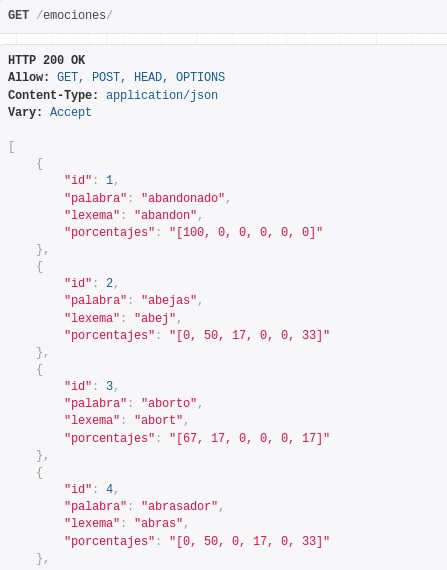 GET /emociones/
HTTP 200 OK
Allow: GET, POST, HEAD, OPTIONS
Content-Type: application/json
Vary: Accept
[
{
"id": 1,
"palabra": "abandonado",
"lexema": "abandon",
"porcentajes": "[100, 0, 0, 0, 0, 0]"
},
{
"id": 2,
"palabra": "abejas",
"lexema": "abej",
"porcentajes": "[0, 50, 17, 0, 0, 33]"
},
{
"id": 3,
"palabra": "aborto",
"lexema": "abort",
"porcentajes": "[67, 17, 0, 0, 0, 17]"
},
{
"id": 4,
"palabra": "abrasador",
"lexema": "abras",
"porcentajes": "[0, 50, 0, 17, 0, 33]"
},